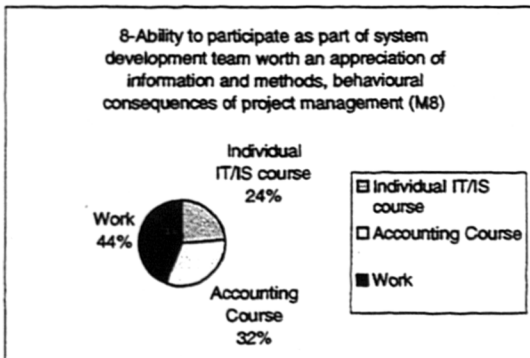 8-Ability to participate as part of system
development team worth an appreciation of
information and methods, behavioural
consequences of project management (M8)
Individual
IT/IS course
24%
Work
44%
Accounting
Course
32%
Individual IT/IS
course
Accounting Course
Work